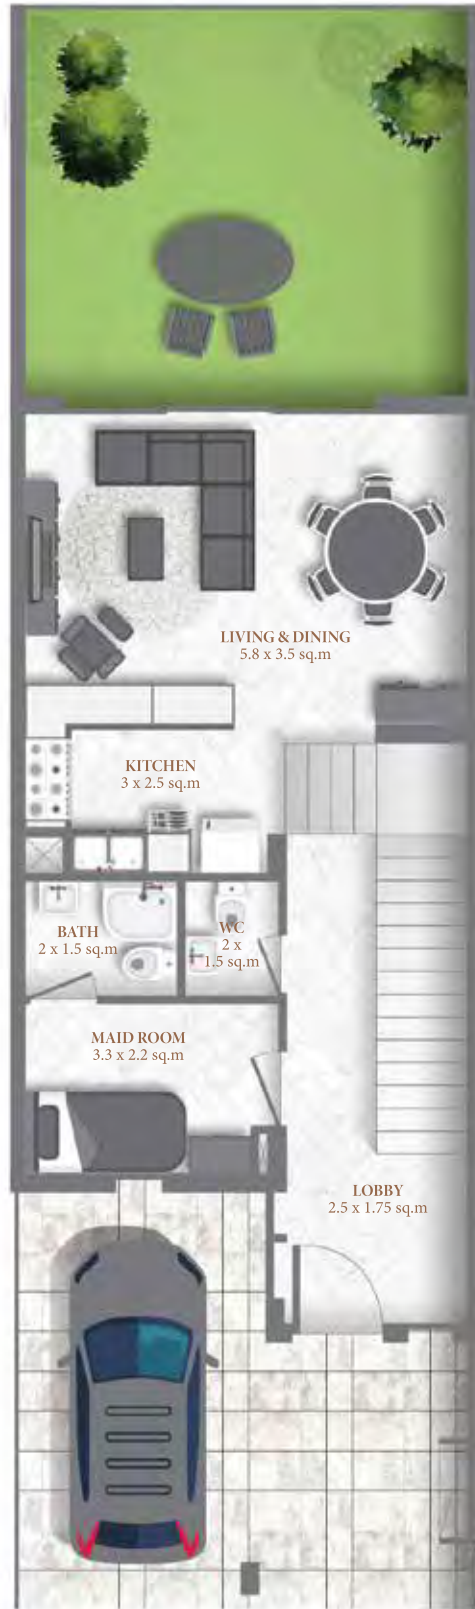 LIVING & DINING
5.8 x 3.5 sq.m
KITCHEN
3 x 2.5 sq.m
BATH
2 x 1.5 sq.m
WC
2 x
1.5 sq.m
MAID ROOM
3.3 x 2.2 sq.m
LOBBY
2.5 x 1.75 sq.m